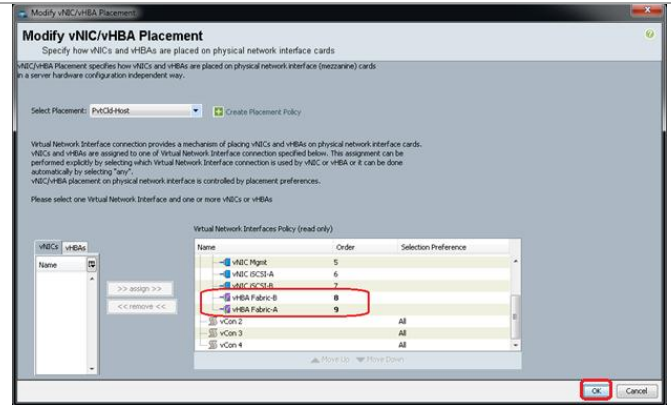 Modify vNIC/vHBA Placement
Modify vNIC/vHBA Placement
Specify how vNICs and vHBAs are placed on physical network interface cards
vNIC/vHBA Placement specifies how vNICs and vHBAs are placed on physical network interface (mezzanine) cards
in a server hardware configuration independent way.
Select Placement: PvtCld-Host Create Placement Policy
Virtual Network Interface connection provides a mechanism of placing vNICs and vHBAs on physical network interface cards.
vNICs and vHBAs are assigned to one of Virtual Network Interface connection specified below. This assignment can be
performed explicitly by selecting which Virtual Network Interface connection is used by vNIC or vHBA or it can be done
automatically by selecting "any".
vNIC/vHBA placement on physical network interface is controlled by placement preferences.
Please select one Virtual Network Interface and one or more vNICs or vHBAs
Virtual Network Interfaces Policy (read only)
vNICs vHBAs
Name
>> assign >>
<< remove <<
Name Order Selection Preference
vNIC Mgmt 5
vNIC iSCSI-A 6
vNIC iSCSI-B 7
vHBA Fabric-B 8
vHBA Fabric-A 9
vCon 2 All
vCon 3 All
vCon 4 All
Move Up Move Down
OK Cancel